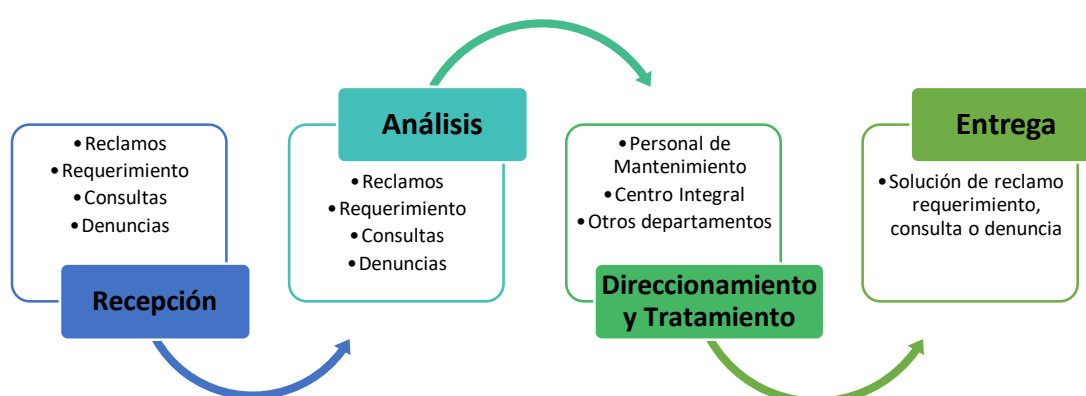 • Reclamos
• Requerimiento
• Consultas
• Denuncias
Recepción
Análisis
• Reclamos
• Requerimiento
• Consultas
• Denuncias
• Personal de
Mantenimiento
• Centro Integral
• Otros departamentos
Direccionamiento
y Tratamiento
Entrega
• Solución de reclamo
requerimiento,
consulta o denuncia